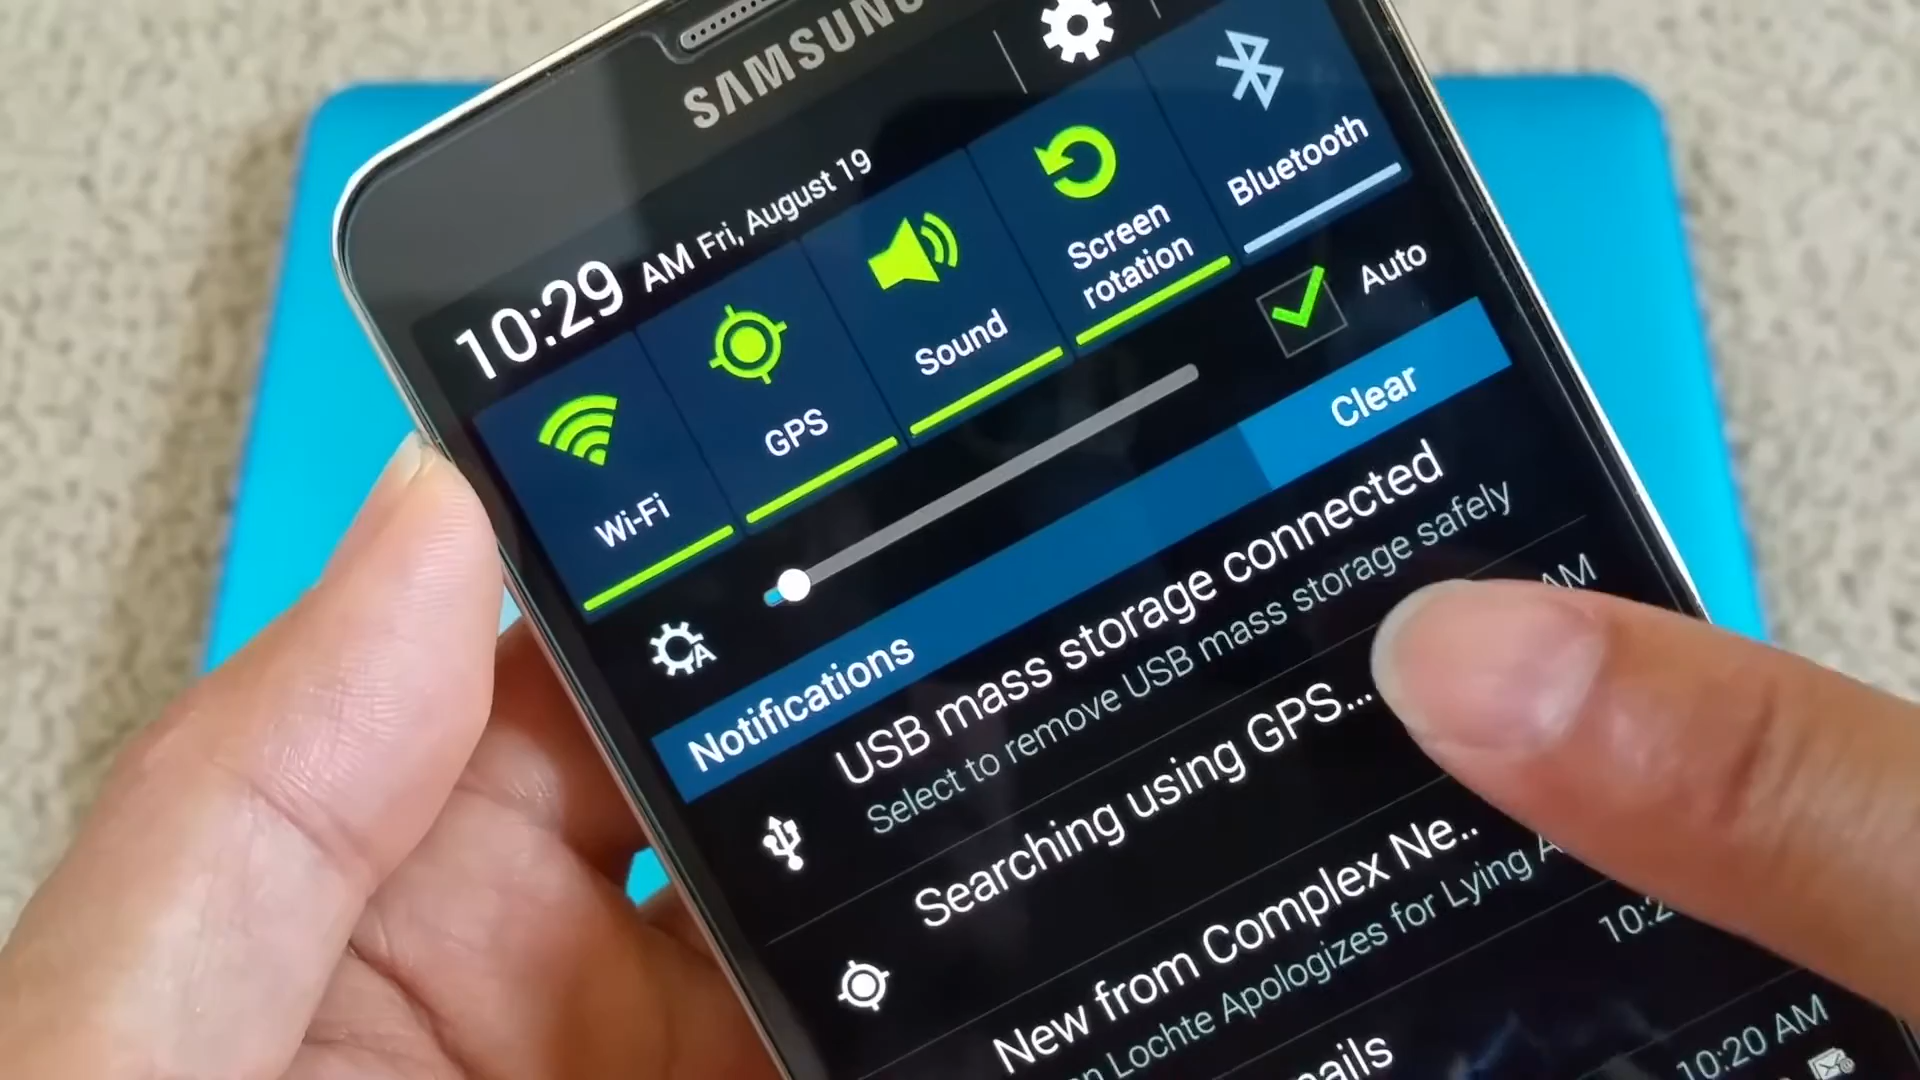 SAMSUNG
10:29 AM Fri, August 19
Wi-Fi
GPS
Sound
Screen
rotation
Bluetooth
Auto
Notifications
Clear
USB mass storage connected
Select to remove USB mass storage safely
AM
Searching using GPS...
New from Complex Ne..
Lochte Apologizes for Lying
10:20 AM